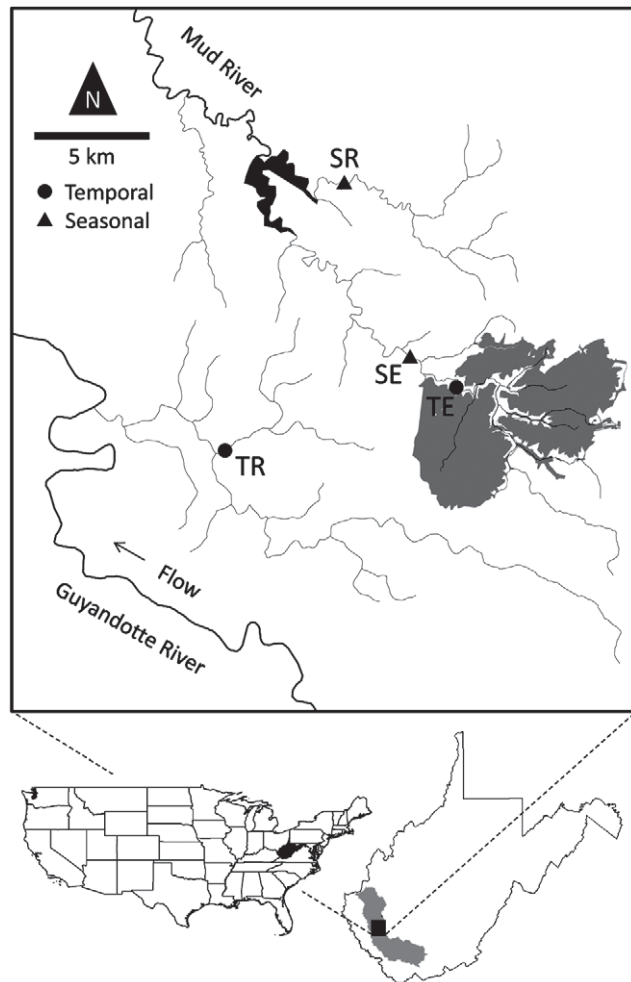 Mud River
N
5 km
Temporal
Seasonal
SR
SE
TE
TR
Flow
Guyandotte River